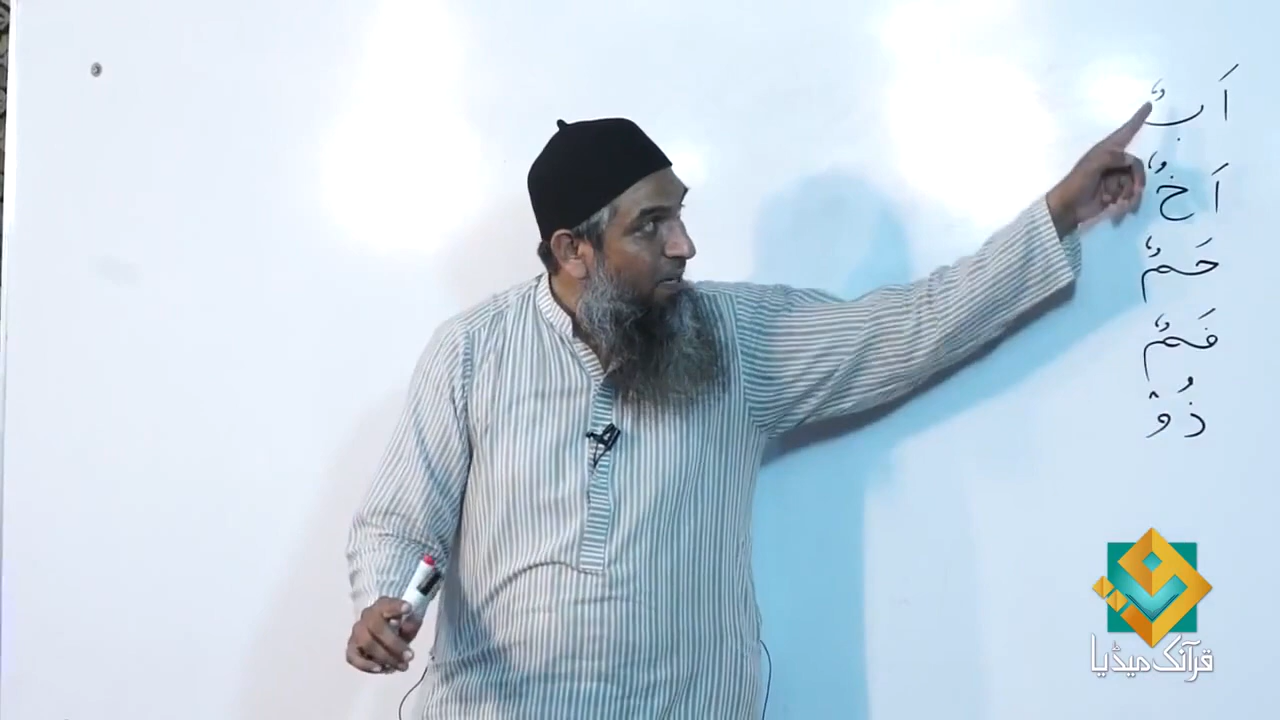 اَبٌ
اَخٌ
حَمٌ
فَمٌ
ذُوْ
قرآنک میڈیا